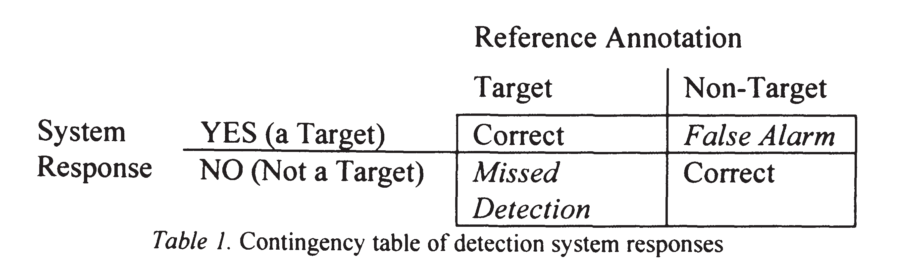 Reference Annotation
Target Non-Target
System YES (a Target) Correct False Alarm
Response NO (Not a Target) Missed Correct
Detection
Table 1. Contingency table of detection system responses